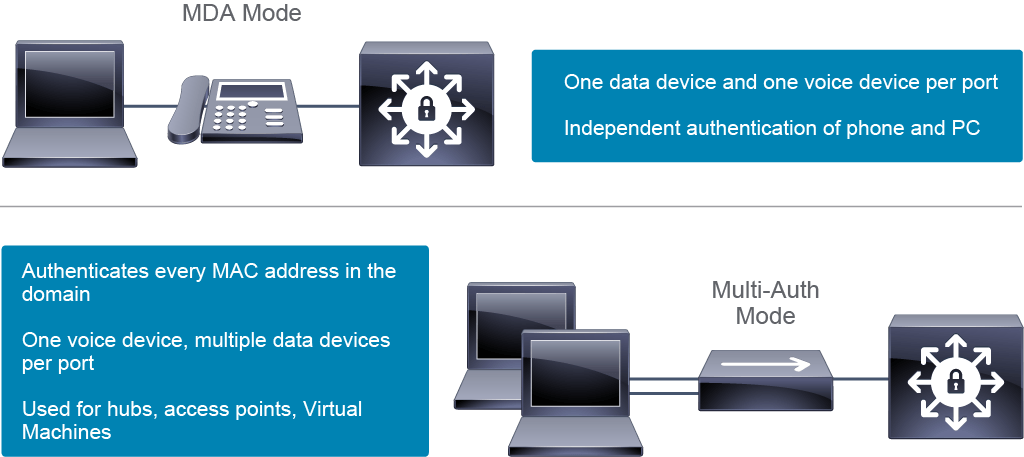 MDA Mode
One data device and one voice device per port
Independent authentication of phone and PC
Authenticates every MAC address in the
domain
One voice device, multiple data devices
per port
Used for hubs, access points, Virtual
Machines
Multi-Auth
Mode